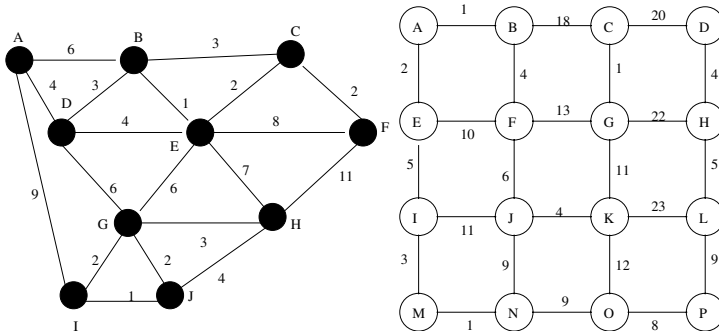 A 6 B 3 C
4 3 2 2
D 4 1 8 F
E
9 6 6 7 11
G 3 H
2 2 4
1 J
I
A 1 B 18 C 20 D
2 4 1 4
E 10 F 13 G 22 H
5 6 11 5
I 11 J 4 K 23 L
3 9 12 9
M 1 N 9 O 8 P